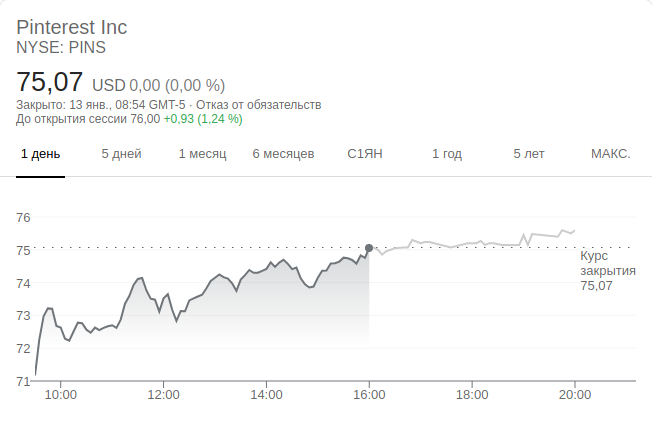 Pinterest Inc
NYSE: PINS
75,07 USD 0,00 (0,00 %)
Закрыто: 13 янв., 08:54 GMT-5 · Отказ от обязательств
До открытия сессии 76,00 +0,93 (1,24 %)
1 день 5 дней 1 месяц 6 месяцев С1ЯН 1 год 5 лет МАКС.
76
75
74
73
72
71
Курс
закрытия
75,07
10:00 12:00 14:00 16:00 18:00 20:00